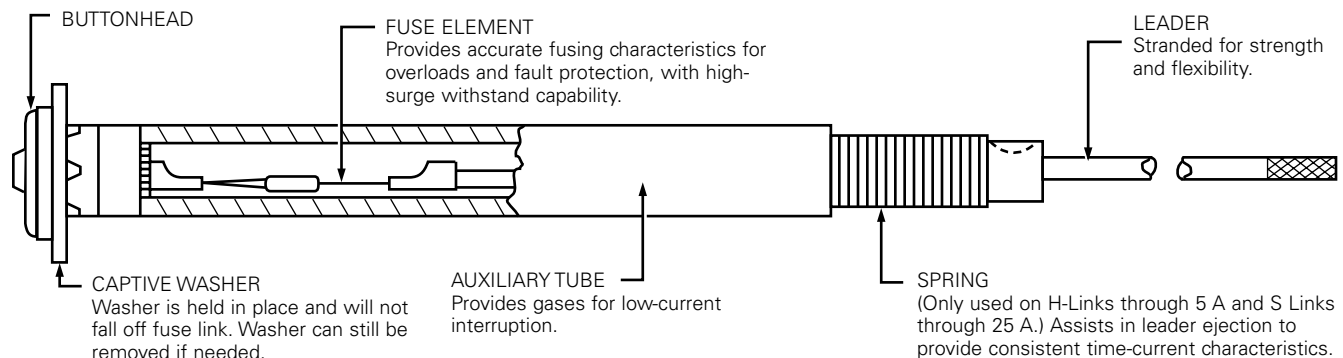 BUTTONHEAD
FUSE ELEMENT
Provides accurate fusing characteristics for
overloads and fault protection, with high-
surge withstand capability.
LEADER
Stranded for strength
and flexibility.
CAPTIVE WASHER
Washer is held in place and will not
fall off fuse link. Washer can still be
removed if needed.
AUXILIARY TUBE
Provides gases for low-current
interruption.
SPRING
(Only used on H-Links through 5 A and S Links
through 25 A.) Assists in leader ejection to
provide consistent time-current characteristics.